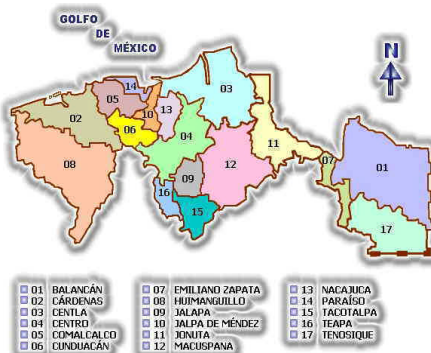 GOLFO
DE
MÉXICO
N
14
03
05
10
13
02
06
04
11
08
12
07
01
09
16
15
17
01 BALANCÁN
02 CÁRDENAS
03 CENTLA
04 CENTRO
05 COMALCALCO
06 CUNDUACÁN
07 EMILIANO ZAPATA
08 HUIMANGUILLO
09 JALAPA
10 JALPA DE MÉNDEZ
11 JONUTA
12 MACUSPANA
13 NACAJUCA
14 PARAÍSO
15 TACOTALPA
16 TEAPA
17 TENOSIQUE